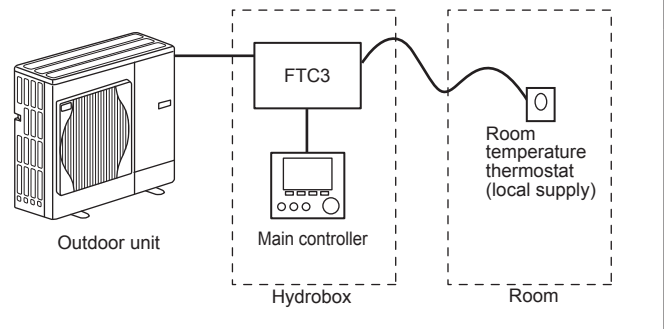 FTC3
Room
temperature
thermostat
(local supply)
Outdoor unit
Main controller
Hydrobox
Room